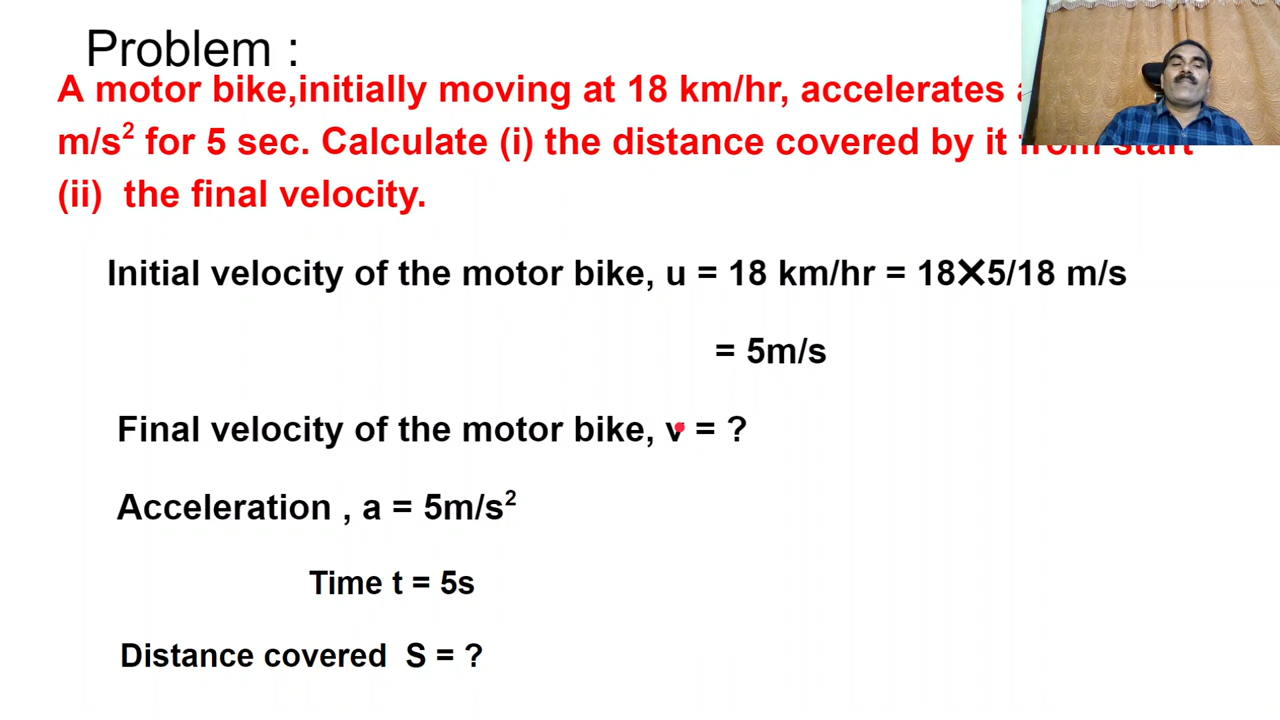 Problem :
A motor bike,initially moving at 18 km/hr, accelerates
m/s² for 5 sec. Calculate (i) the distance covered by it from start
(ii) the final velocity.
Initial velocity of the motor bike, u = 18 km/hr = 18✕5/18 m/s
= 5m/s
Final velocity of the motor bike, v = ?
Acceleration , a = 5m/s²
Time t = 5s
Distance covered S = ?